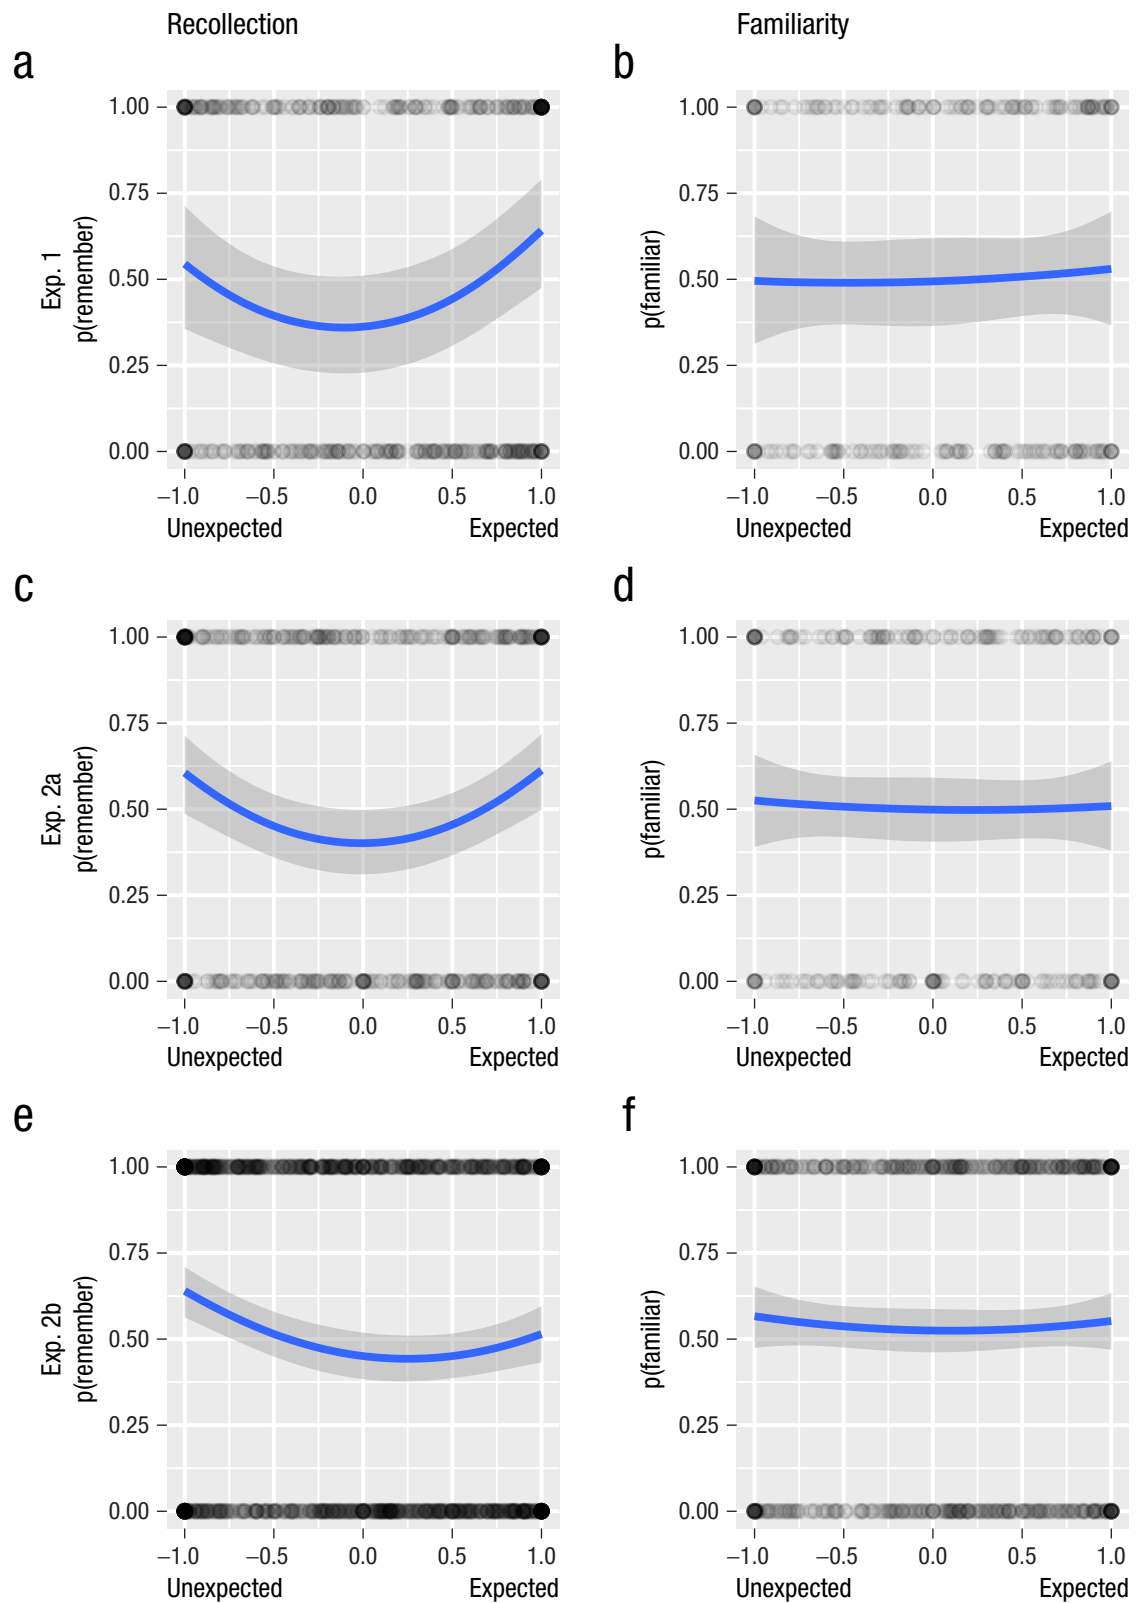 Recollection
Familiarity
a
b
Exp. 1
p(remember)
1.00
0.75
0.50
0.25
0.00
−1.0 −0.5 0.0 0.5 1.0
Unexpected Expected
p(familiar)
1.00
0.75
0.50
0.25
0.00
−1.0 −0.5 0.0 0.5 1.0
Unexpected Expected
c
d
Exp. 2a
p(remember)
1.00
0.75
0.50
0.25
0.00
−1.0 −0.5 0.0 0.5 1.0
Unexpected Expected
p(familiar)
1.00
0.75
0.50
0.25
0.00
−1.0 −0.5 0.0 0.5 1.0
Unexpected Expected
e
f
Exp. 2b
p(remember)
1.00
0.75
0.50
0.25
0.00
−1.0 −0.5 0.0 0.5 1.0
Unexpected Expected
p(familiar)
1.00
0.75
0.50
0.25
0.00
−1.0 −0.5 0.0 0.5 1.0
Unexpected Expected